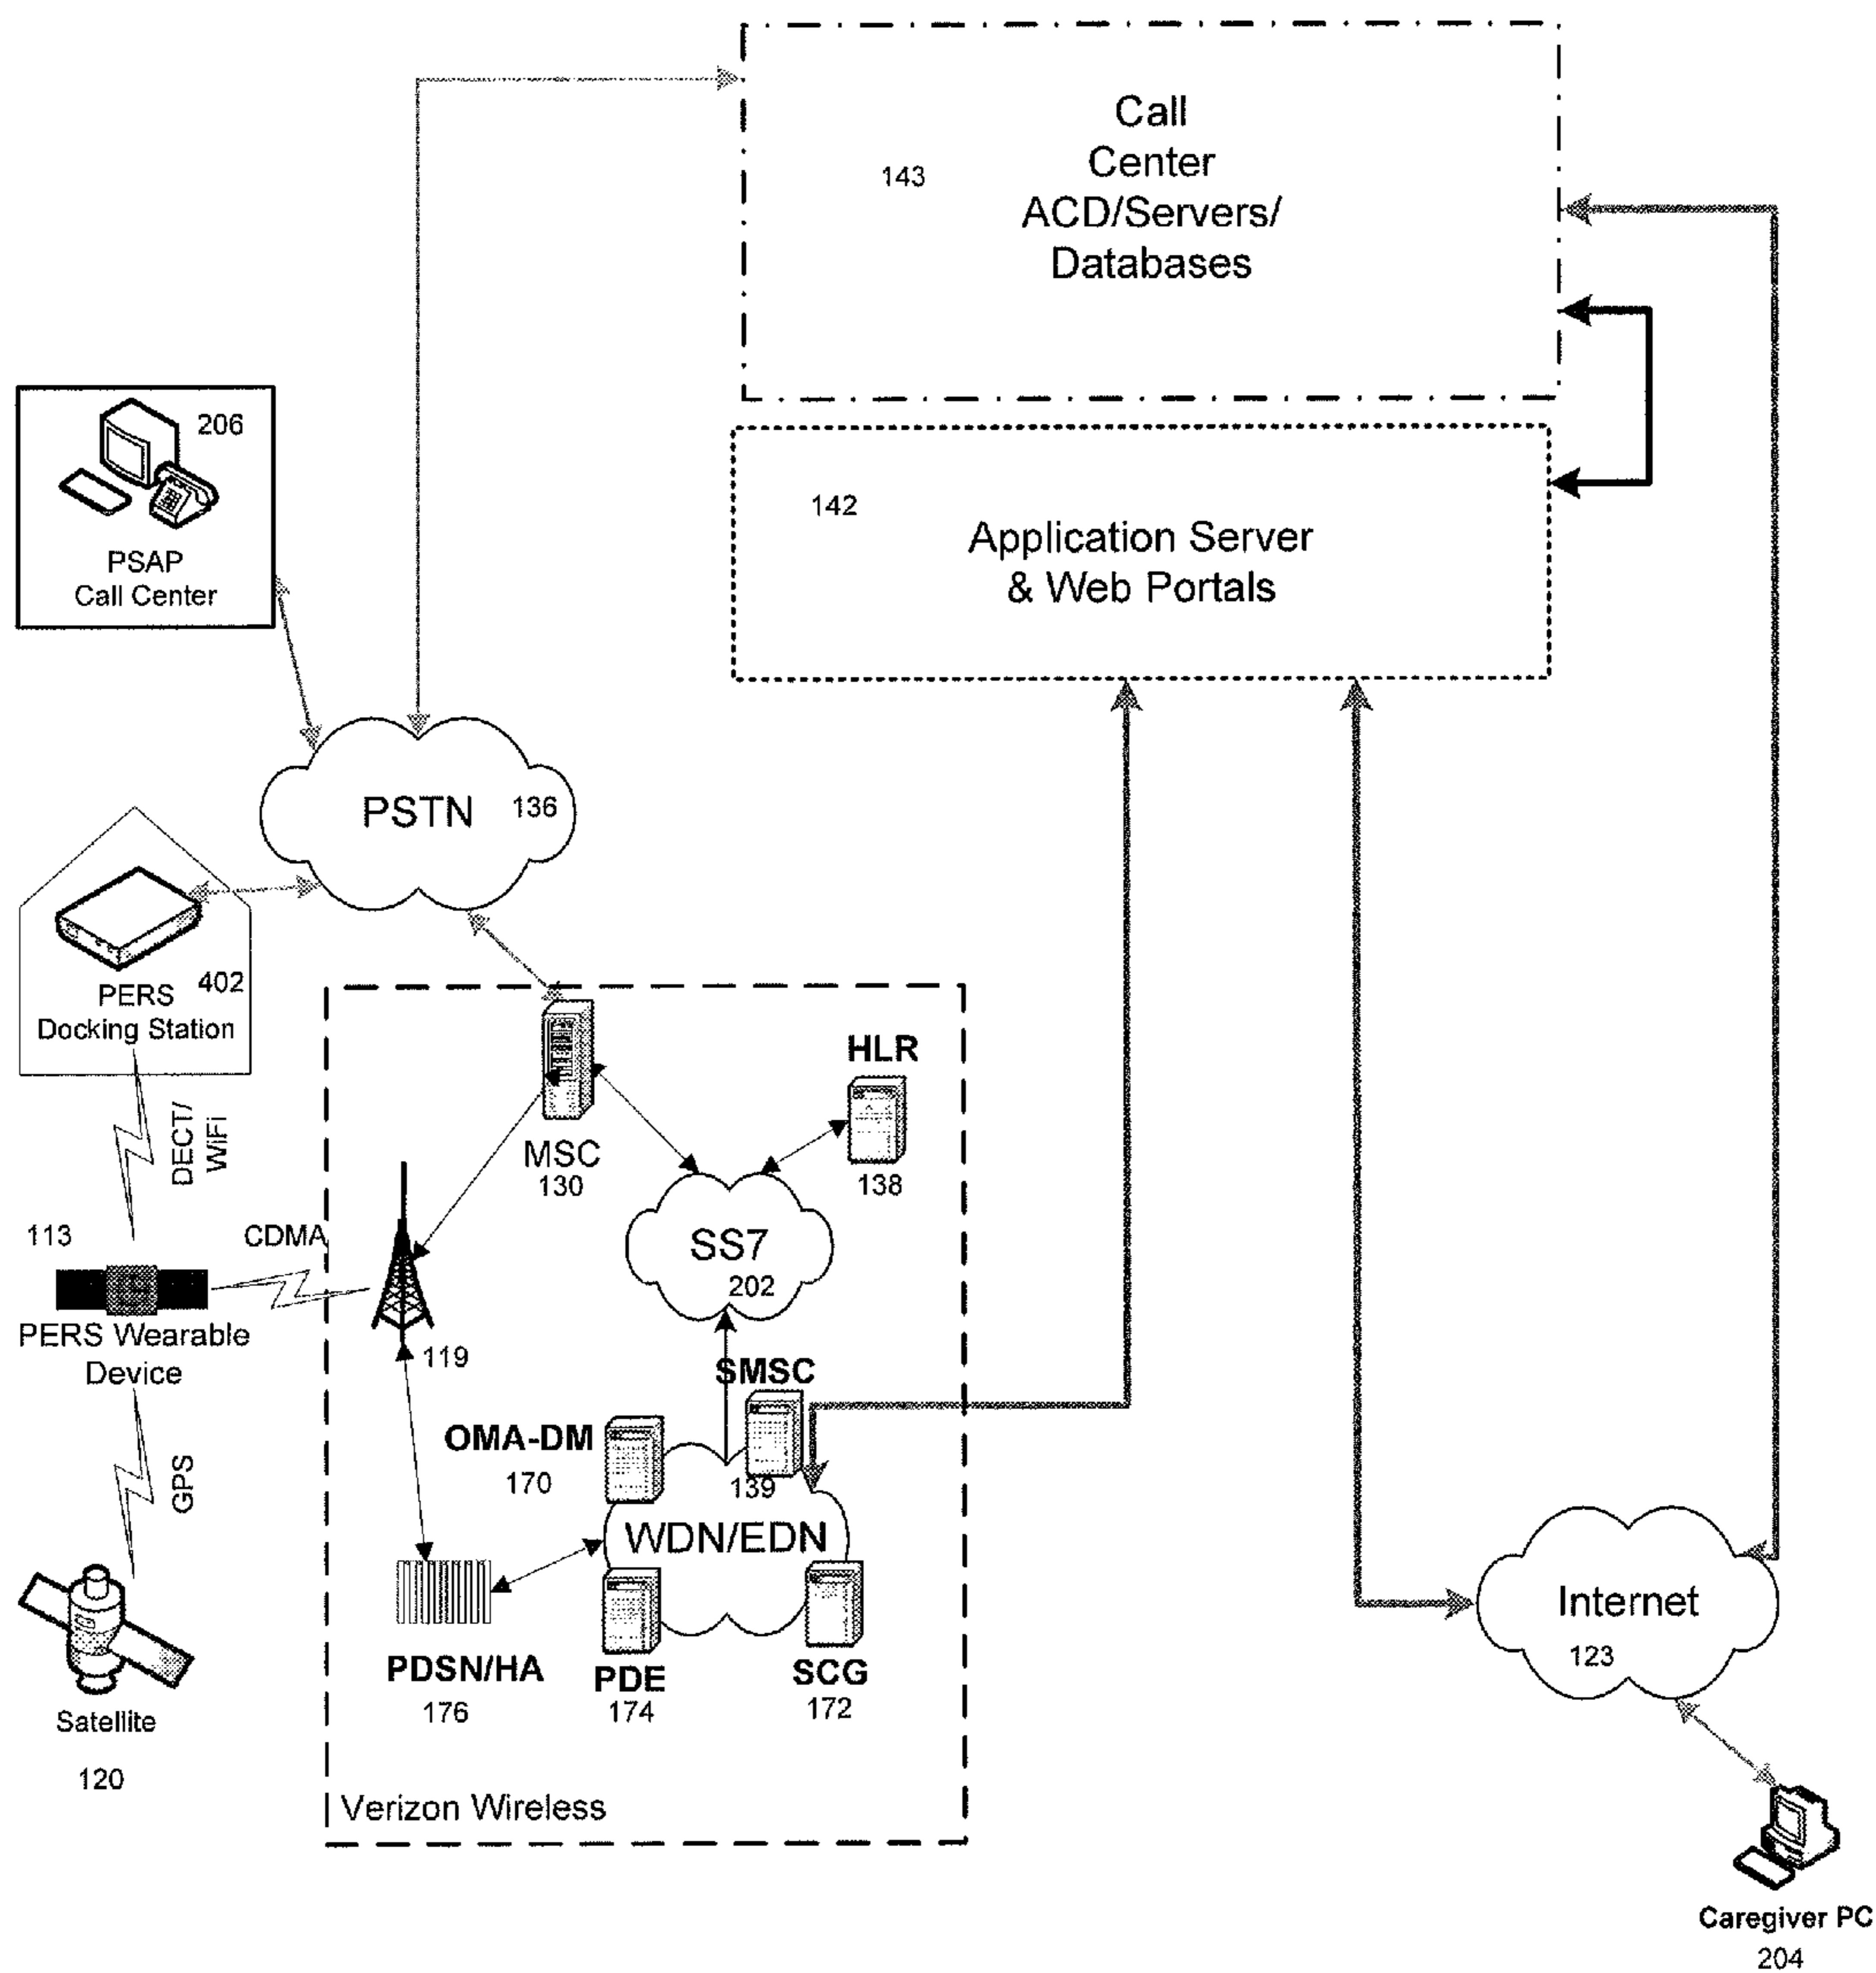 Call
Center
143
ACD/Servers/
Databases
206
PSAP
Call Center
142
Application Server
& Web Portals
PSTN
136
402
PERS
Docking Station
HLR
DECT/
WiFi
MSC
130
138
113
CDMA
SS7
202
PERS Wearable
Device
119
SMSC
OMA-DM
170
139
GPS
WDN/EDN
Internet
123
PDSN/HA
176
PDE
174
SCG
172
Satellite
120
Verizon Wireless
Caregiver PC
204